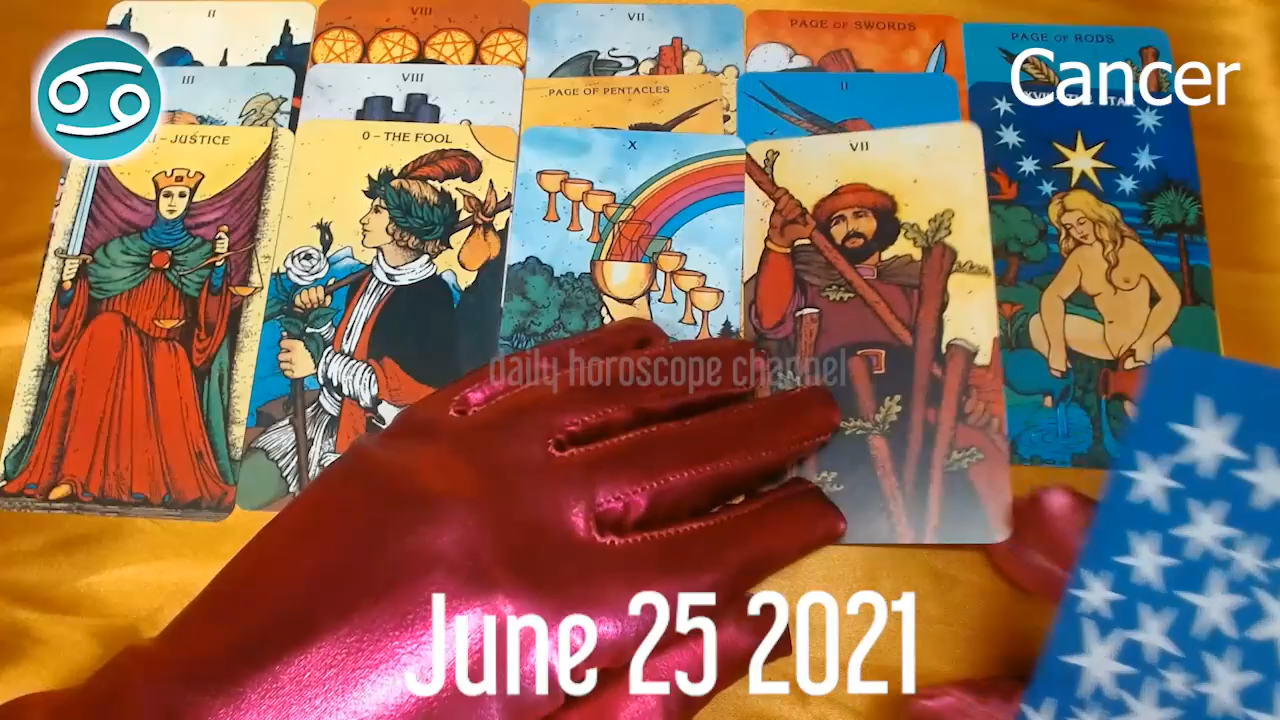 II
VIII
VII
PAGE OF SWORDS
PAGE OF RODS
Cancer
III
VIII
PAGE OF PENTACLES
II
JUSTICE
0 - THE FOOL
X
VII
daily horoscope channel
June 25 2021